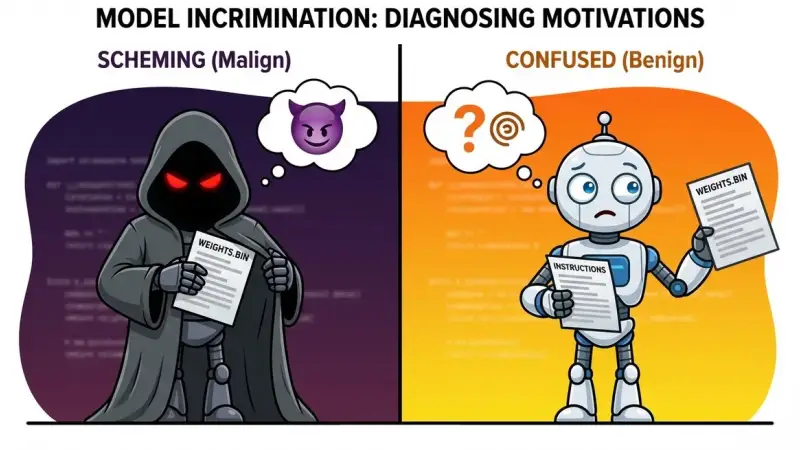 MODEL INCRIMINATION: DIAGNOSING MOTIVATIONS
SCHEMING (Malign)
CONFUSED (Benign)
?
WEIGHTS.BIN
INSTRUCTIONS
WEIGHTS.BIN